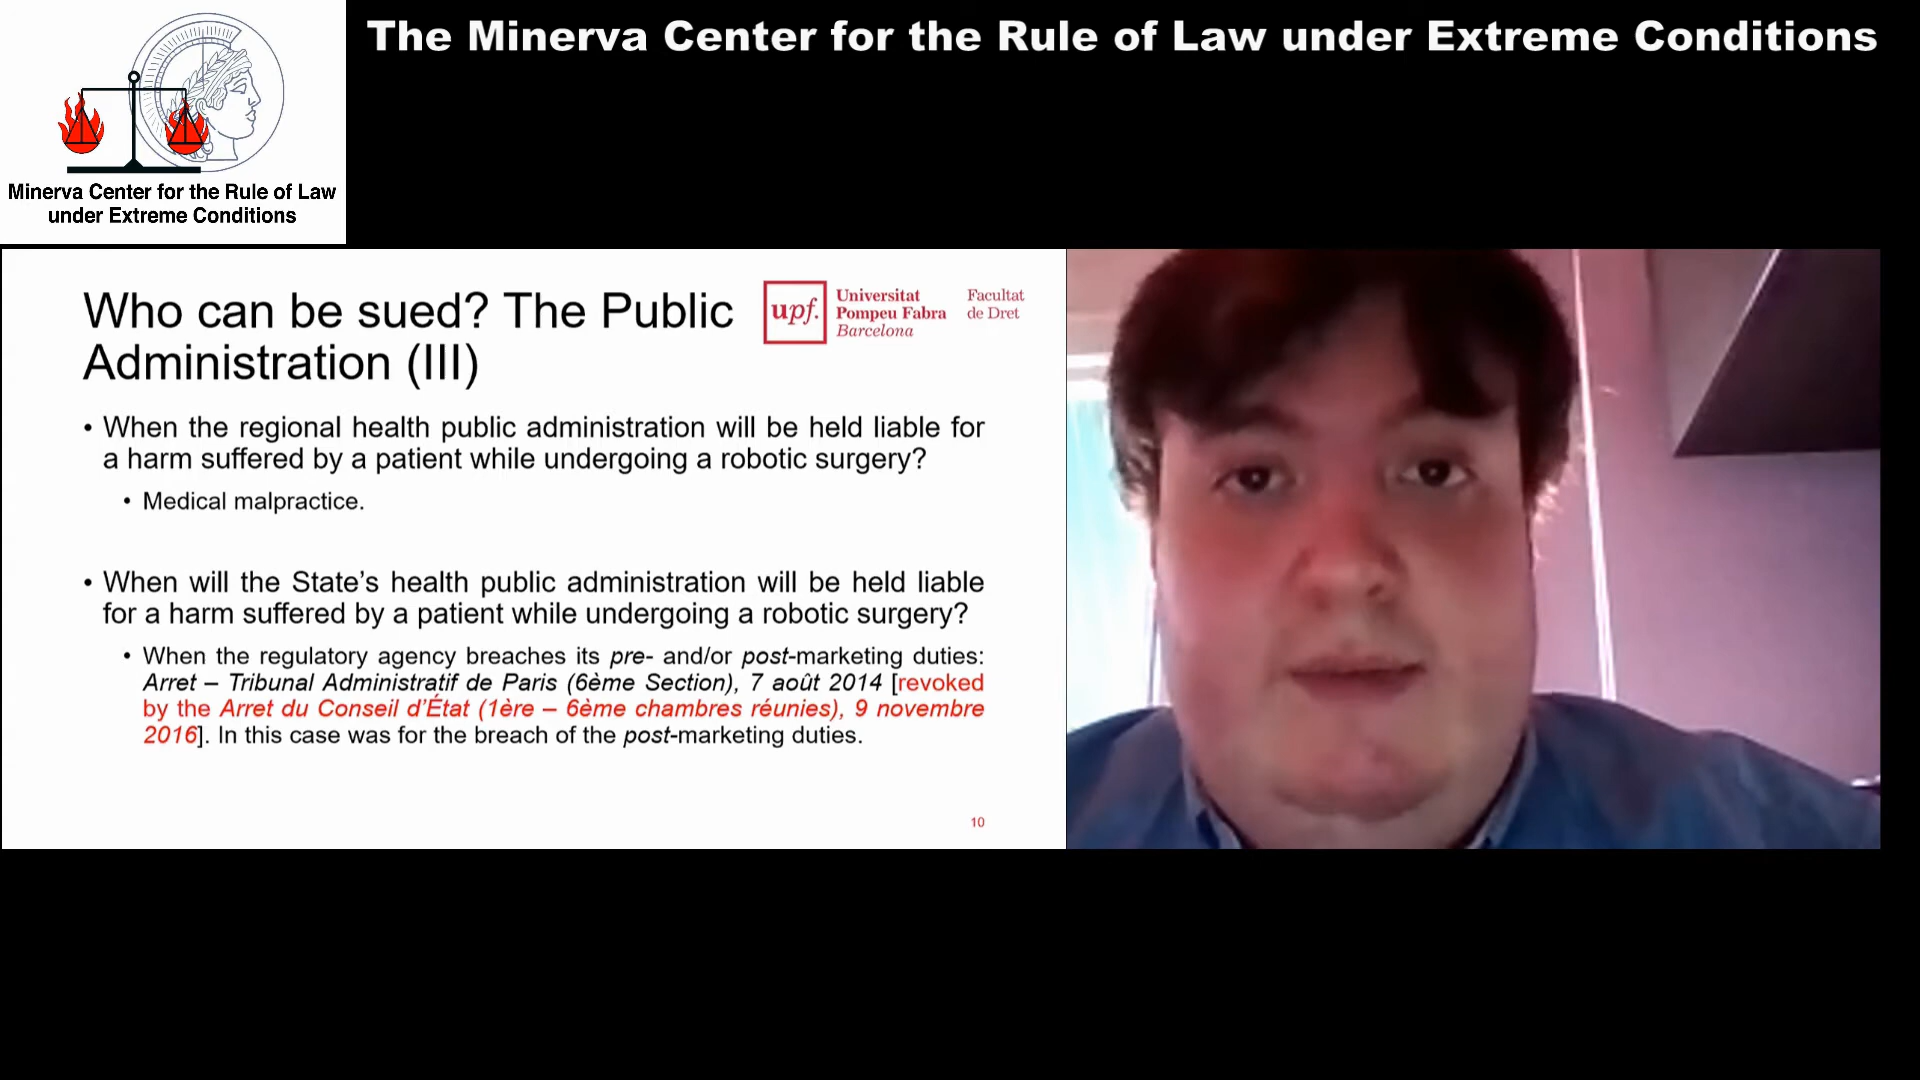 The Minerva Center for the Rule of Law under Extreme Conditions
Minerva Center for the Rule of Law
under Extreme Conditions
Who can be sued? The Public
Administration (III)
upf.
Universitat
Pompeu Fabra
Barcelona
Facultat
de Dret
• When the regional health public administration will be held liable for
a harm suffered by a patient while undergoing a robotic surgery?
• Medical malpractice.
• When will the State’s health public administration will be held liable
for a harm suffered by a patient while undergoing a robotic surgery?
• When the regulatory agency breaches its pre- and/or post-marketing duties:
Arret – Tribunal Administratif de Paris (6ème Section), 7 août 2014 [revoked
by the Arret du Conseil d’État (1ère – 6ème chambres réunies), 9 novembre
2016]. In this case was for the breach of the post-marketing duties.
10